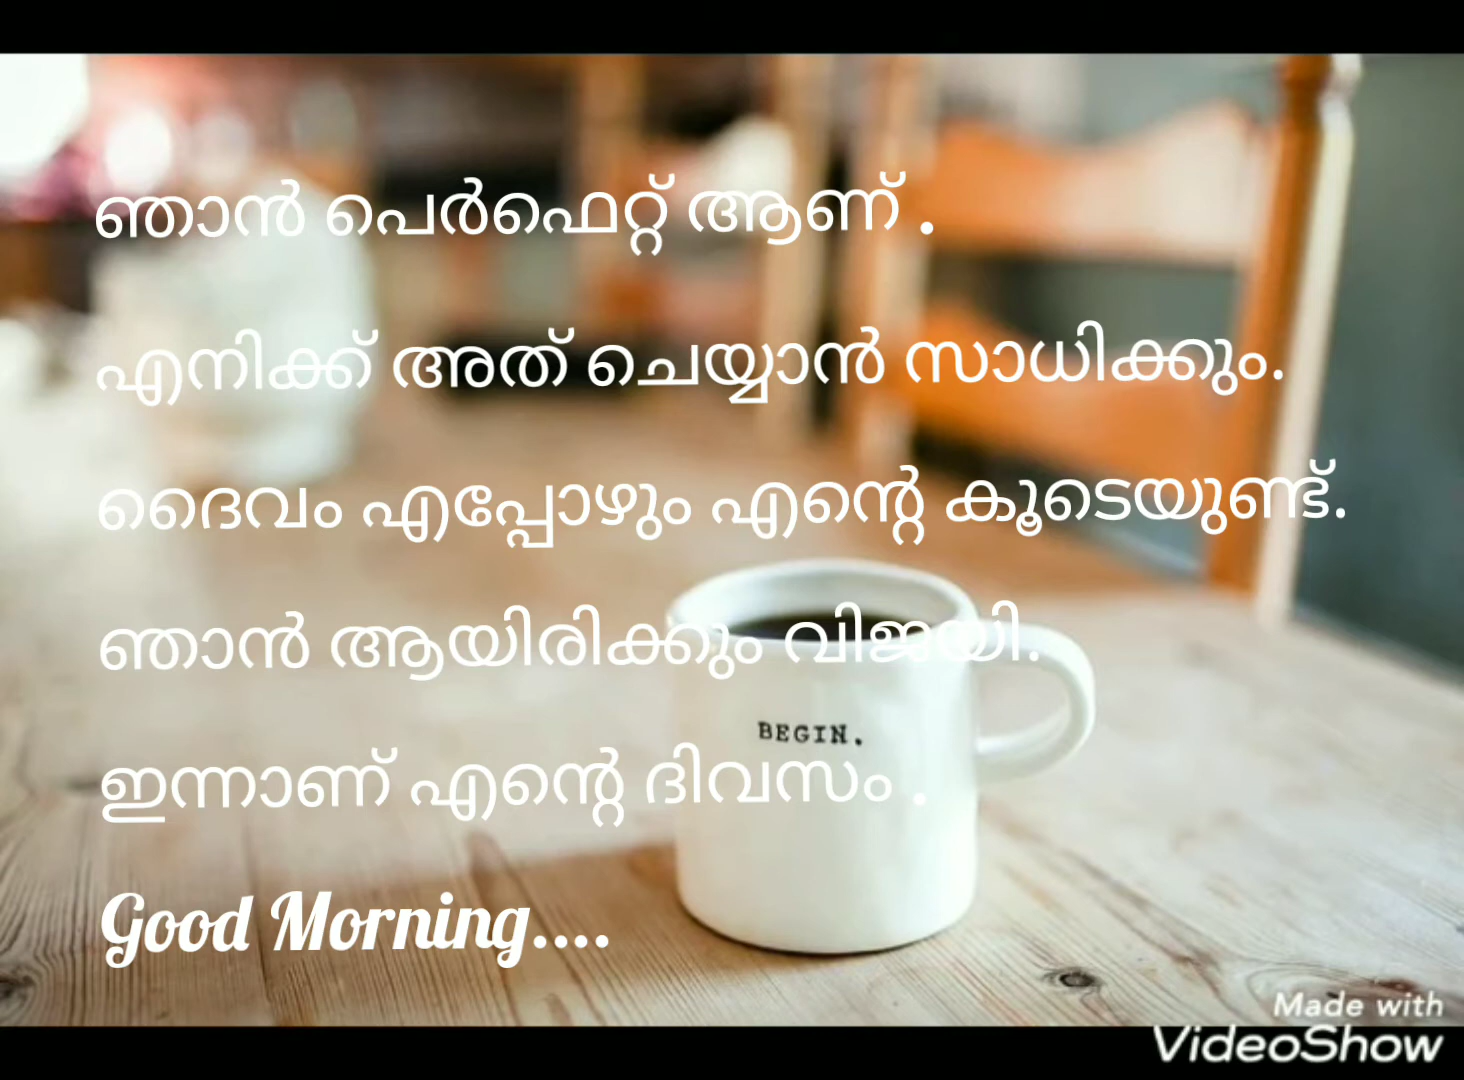 ഞാൻ പെർഫെറ്റ് ആണ് .
എനിക്ക് അത് ചെയ്യാൻ സാധിക്കും.
ദൈവം എപ്പോഴും എന്റെ കൂടെയുണ്ട്.
ഞാൻ ആയിരിക്കും വിജയി.
BEGIN.
ഇന്നാണ് എന്റെ ദിവസം .
Good Morning....
Made with
VideoShow